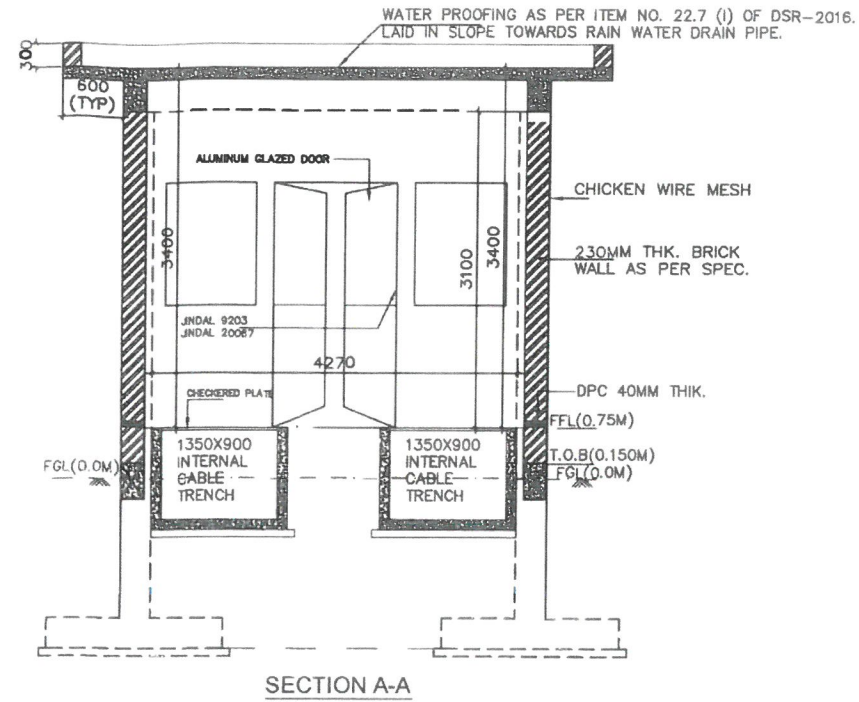 WATER PROOFING AS PER ITEM NO. 22.7 (I) OF DSR-2016.
LAID IN SLOPE TOWARDS RAIN WATER DRAIN PIPE.
300
600
(TYP)
ALUMINUM GLAZED DOOR
CHICKEN WIRE MESH
3400
3100
3400
230MM THK. BRICK
WALL AS PER SPEC.
JINDAL 9203
JINDAL 20057
4270
CHECKERED PLATE
DPC 40MM THIK.
FFL(0.75M)
1350X900
INTERNAL
CABLE
TRENCH
1350X900
INTERNAL
CABLE
TRENCH
T.O.B(0.150M)
FGL(0.0M)
FGL(0.0M)
SECTION A-A